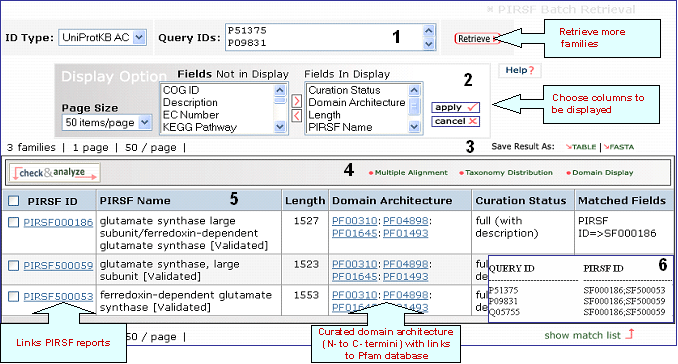 PIRSF Batch Retrieval
ID Type: UniProtKB AC Query IDs: P51375 P09831 1 Retrieve
Retrieve more families
Display Option
Fields Not in Display Fields In Display 2 Help?
COG ID
Description
EC Number
KEGG Pathway
Curation Status
Domain Architecture
Length
PIRSF Name
Page Size
50 items/page
apply
cancel
Choose columns to be displayed
3 families | 1 page | 50 / page | 3 Save Result As: TABLE | FASTA
check&analyze 4 Multiple Alignment Taxonomy Distribution Domain Display
PIRSF ID PIRSF Name 5 Length Domain Architecture Curation Status Matched Fields
PIRSF000186 glutamate synthase large subunit/ferredoxin-dependent glutamate synthase [Validated] 1527 PF00310: PF04898: PF01645: PF01493 full (with description) PIRSF ID=>SF000186
PIRSF500059 glutamate synthase, large subunit [Validated] 1523 PF00310: PF04898: PF01645: PF01493
PIRSF500053 ferredoxin-dependent glutamate synthase [Validated] 1553 PF00310: PF04898: PF01645: PF01493
6
QUERY ID PIRSF ID
P51375 SF000186;SF500053
P09831 SF000186;SF500059
Q05755 SF000186;SF500053
Links PIRSF reports
/ page |
Curated domain architecture (N- to C- termini) with links to Pfam database
show match list